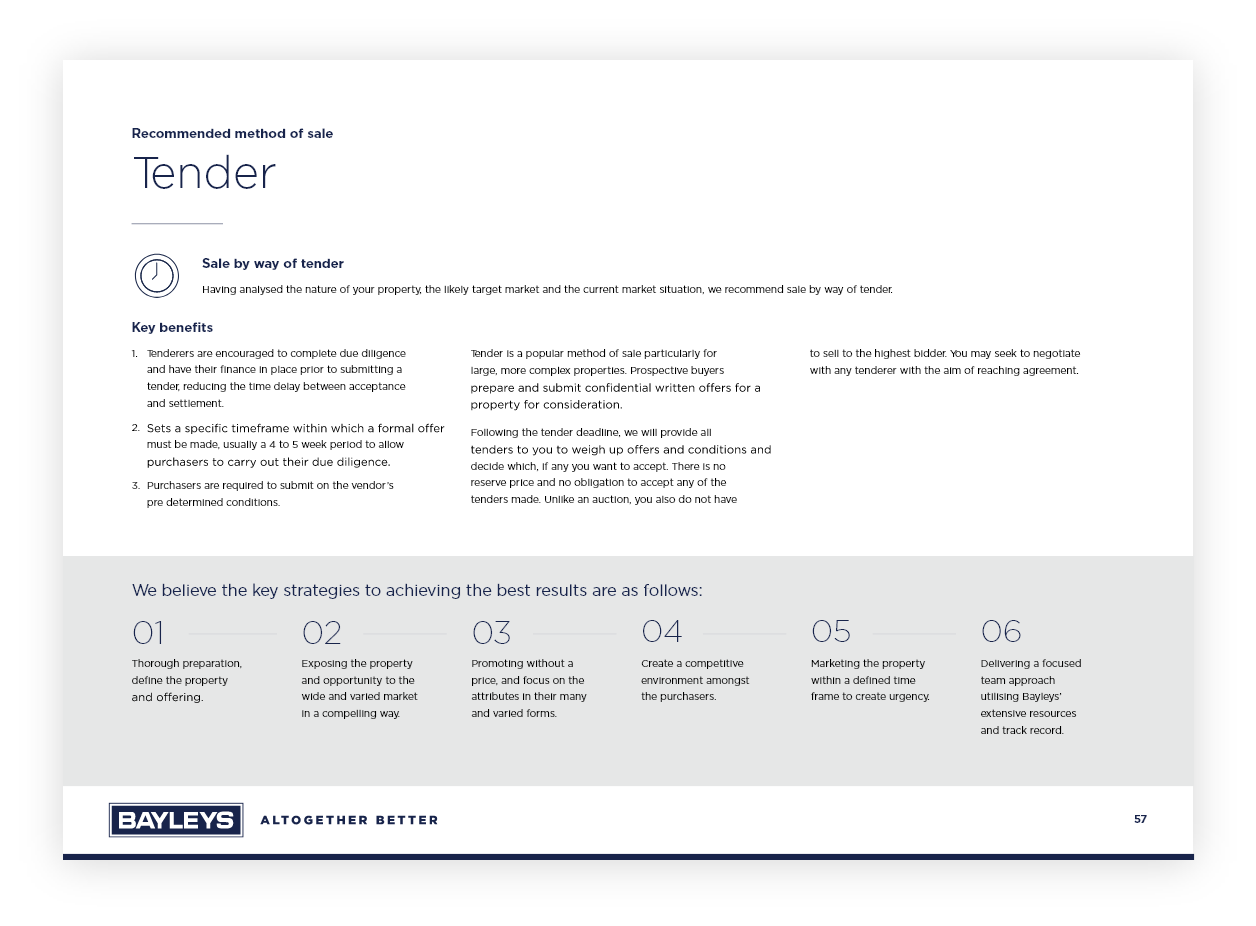 Recommended method of sale
Tender
Sale by way of tender
Having analysed the nature of your property, the likely target market and the current market situation, we recommend sale by way of tender.
Key benefits
1. Tenderers are encouraged to complete due diligence
and have their finance in place prior to submitting a
tender, reducing the time delay between acceptance
and settlement.
2. Sets a specific timeframe within which a formal offer
must be made, usually a 4 to 5 week period to allow
purchasers to carry out their due diligence.
3. Purchasers are required to submit on the vendor's
pre determined conditions.
Tender is a popular method of sale particularly for
large, more complex properties. Prospective buyers
prepare and submit confidential written offers for a
property for consideration.
Following the tender deadline, we will provide all
tenders to you to weigh up offers and conditions and
decide which, if any you want to accept. There is no
reserve price and no obligation to accept any of the
tenders made. Unlike an auction, you also do not have
to sell to the highest bidder. You may seek to negotiate
with any tenderer with the aim of reaching agreement.
We believe the key strategies to achieving the best results are as follows:
01
Thorough preparation,
define the property
and offering.
02
Exposing the property
and opportunity to the
wide and varied market
in a compelling way.
03
Promoting without a
price, and focus on the
attributes in their many
and varied forms.
04
Create a competitive
environment amongst
the purchasers.
05
Marketing the property
within a defined time
frame to create urgency.
06
Delivering a focused
team approach
utilising Bayleys'
extensive resources
and track record.
BAYLEYS ALTOGETHER BETTER
57